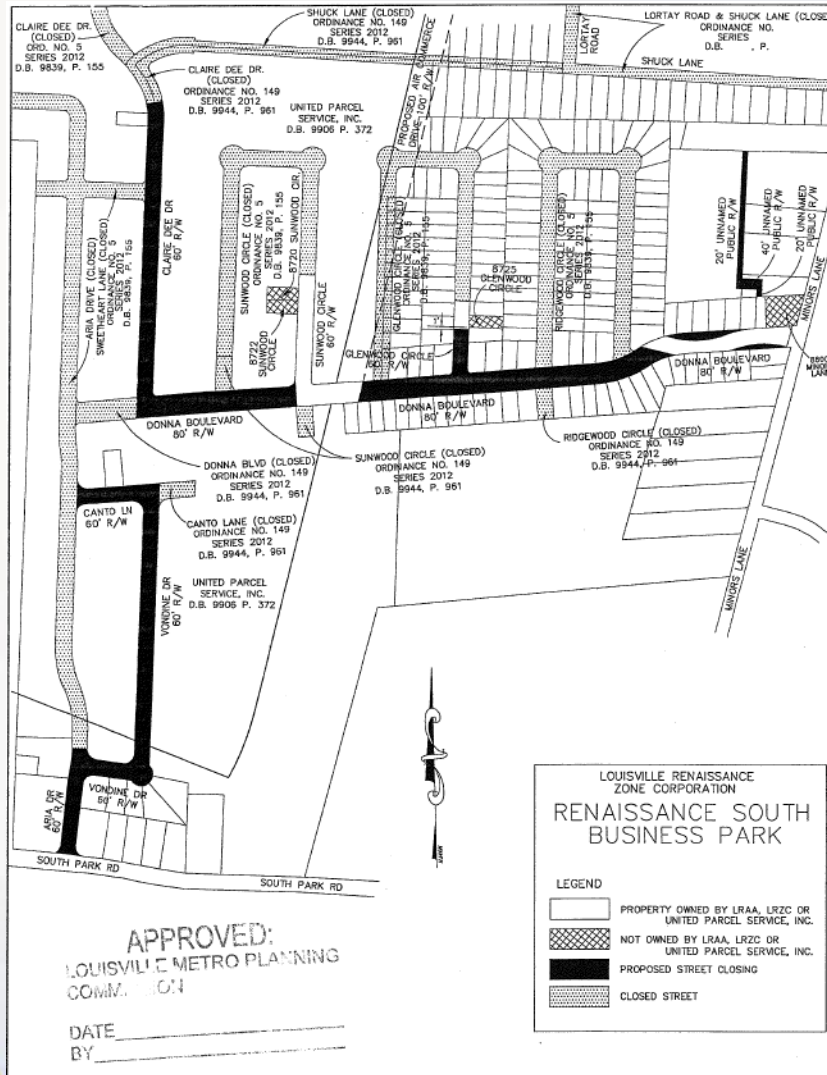 CLAIRE DEE DR.
(CLOSED)
ORD. NO. 5
SERIES 2012
D.B. 9839, P. 155
SHUCK LANE (CLOSED)
ORDINANCE NO. 149
SERIES 2012
D.B. 9944, P. 961
LORTAY
ROAD
LORTAY ROAD & SHUCK LANE (CLOSE
ORDINANCE NO.
SERIES
D.B. , P.
SHUCK LANE
CLAIRE DEE DR.
(CLOSED)
ORDINANCE NO. 149
SERIES 2012
D.B. 9944, P. 961
UNITED PARCEL
SERVICE, INC.
D.B. 9906 P. 372
PROPOSED AIR COMMERCE
DRIVE-100' R/W
CLAIRE DEE DR
60' R/W
ARIA DRIVE (CLOSED)
SWEETHEART LANE (CLOSED)
ORDINANCE NO. 5
SERIES 2012
D.B. 9839, P. 155
SUNWOOD CIRCLE (CLOSED)
ORDINANCE NO. 5
SERIES 2012
D.B. 9839, P. 155
8720 SUNWOOD CIR.
8722
SUNWOOD
CIRCLE
SUNWOOD CIRCLE
60' R/W
GLENWOOD CIRCLE (CLOSED)
ORDINANCE NO. 5
SERIES 2012
D.B. 9839, P. 155
8725
GLENWOOD
CIRCLE
GLENWOOD CIRCLE
60' R/W
RIDGEWOOD CIRCLE (CLOSED)
ORDINANCE NO. 5
SERIES 2012
D.B. 9839, P. 155
20' UNNAMED
PUBLIC R/W
40' UNNAMED
PUBLIC R/W
20' UNNAMED
PUBLIC R/W
MINORS LANE
8800
MINOR
LANE
DONNA BOULEVARD
80' R/W
DONNA BOULEVARD
80' R/W
DONNA BOULEVARD
80' R/W
DONNA BLVD (CLOSED)
ORDINANCE NO. 149
SERIES 2012
D.B. 9944, P. 961
SUNWOOD CIRCLE (CLOSED)
ORDINANCE NO. 149
SERIES 2012
D.B. 9944, P. 961
RIDGEWOOD CIRCLE (CLOSED)
ORDINANCE NO. 149
SERIES 2012
D.B. 9944, P. 961
CANTO LN
60' R/W
CANTO LANE (CLOSED)
ORDINANCE NO. 149
SERIES 2012
D.B. 9944, P. 961
VONDINE DR
60' R/W
UNITED PARCEL
SERVICE, INC.
D.B. 9906 P. 372
MINORS LANE
ARIA DR
60' R/W
VONDINE DR
50' R/W
SOUTH PARK RD
SOUTH PARK RD
LOUISVILLE RENAISSANCE
ZONE CORPORATION
RENAISSANCE SOUTH
BUSINESS PARK
LEGEND
PROPERTY OWNED BY LRAA, LRZC OR
UNITED PARCEL SERVICE, INC.
NOT OWNED BY LRAA, LRZC OR
UNITED PARCEL SERVICE, INC.
PROPOSED STREET CLOSING
CLOSED STREET
APPROVED:
LOUISVILLE METRO PLANNING
DATE
BY